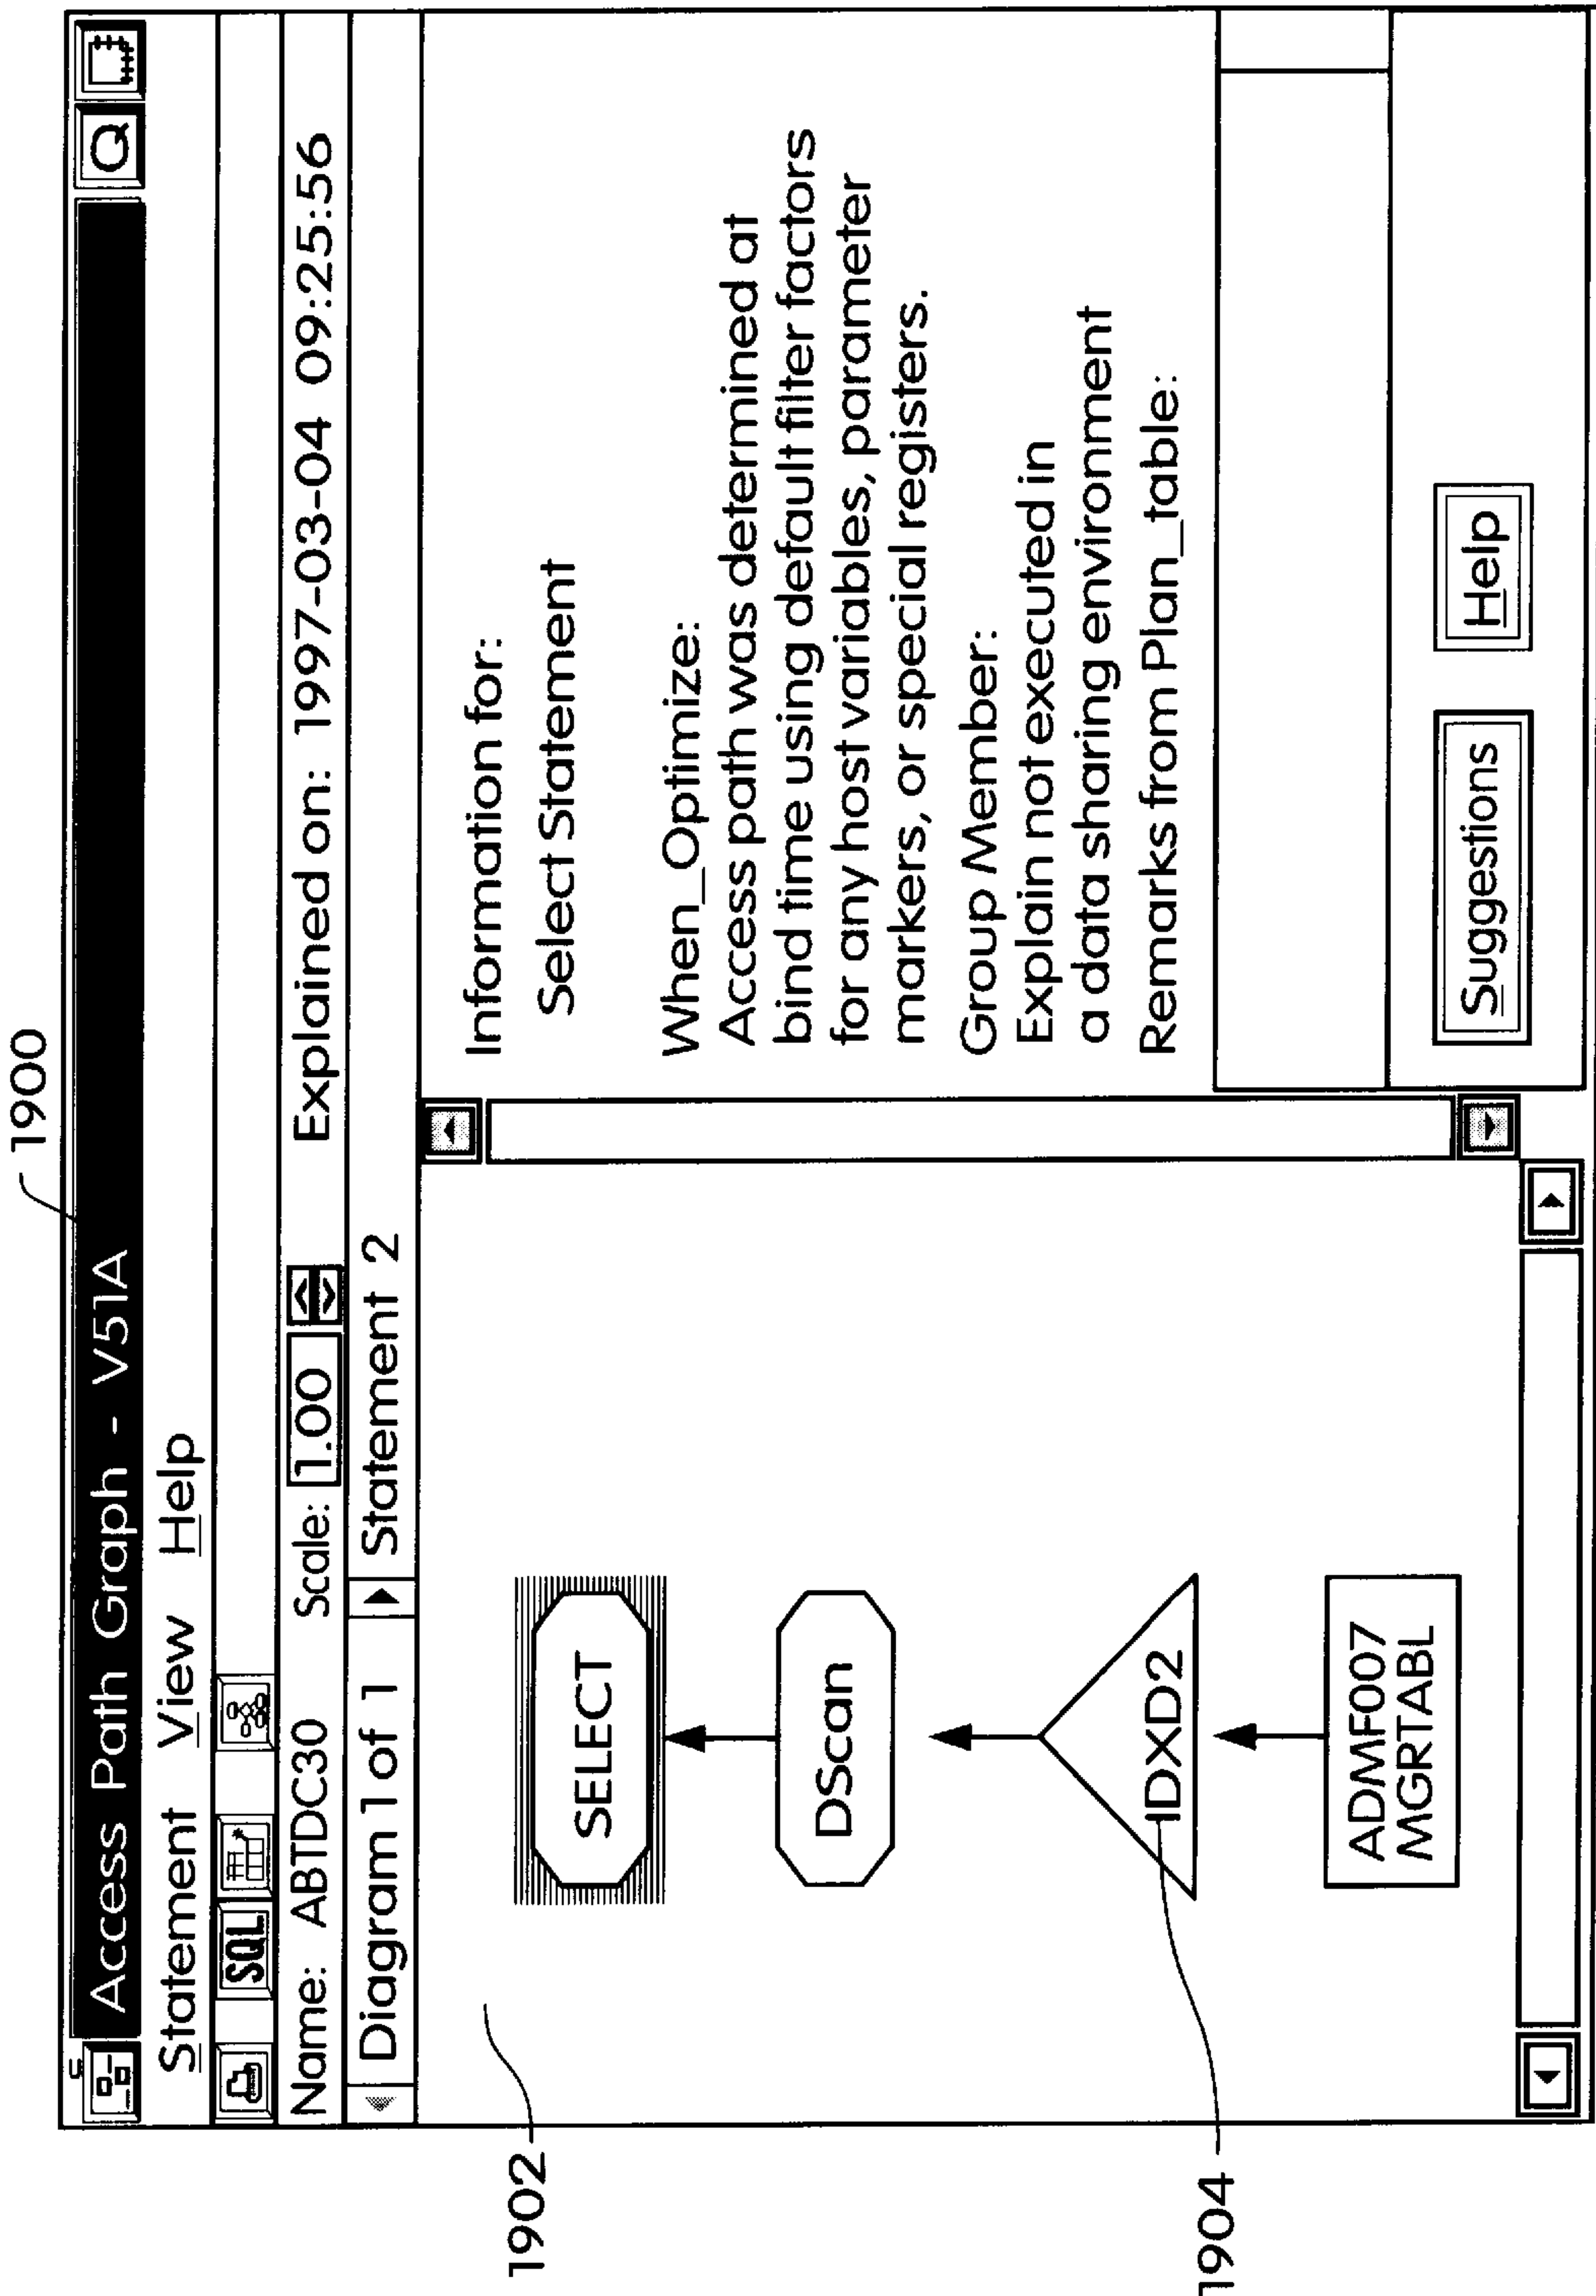 1900
Access Path Graph - V51A
Statement View Help
SQL
Name: ABTDC30 Scale: 1.00 Explained on: 1997-03-04 09:25:56
Diagram 1 of 1 Statement 2
1902
SELECT
DScan
IDXD2
1904
ADMF007
MGRTABL
Information for:
Select Statement
When_Optimize:
Access path was determined at
bind time using default filter factors
for any host variables, parameter
markers, or special registers.
Group Member:
Explain not executed in
a data sharing environment
Remarks from Plan_table:
Suggestions Help